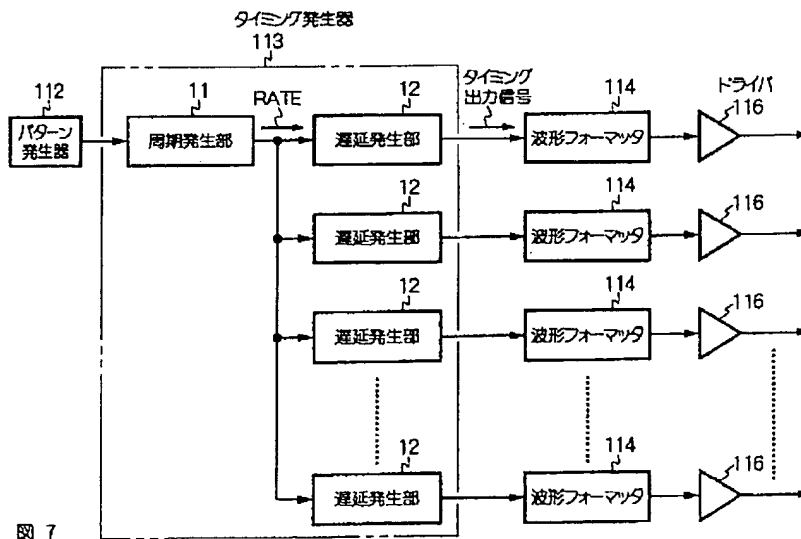 タイミング発生器
113
112
パターン
発生器
11
周期発生部
RATE
12
遅延発生部
タイミング
出力信号
114
波形フォーマッタ
ドライバ
116
12
遅延発生部
114
波形フォーマッタ
116
12
遅延発生部
114
波形フォーマッタ
116
12
遅延発生部
114
波形フォーマッタ
116
図 7